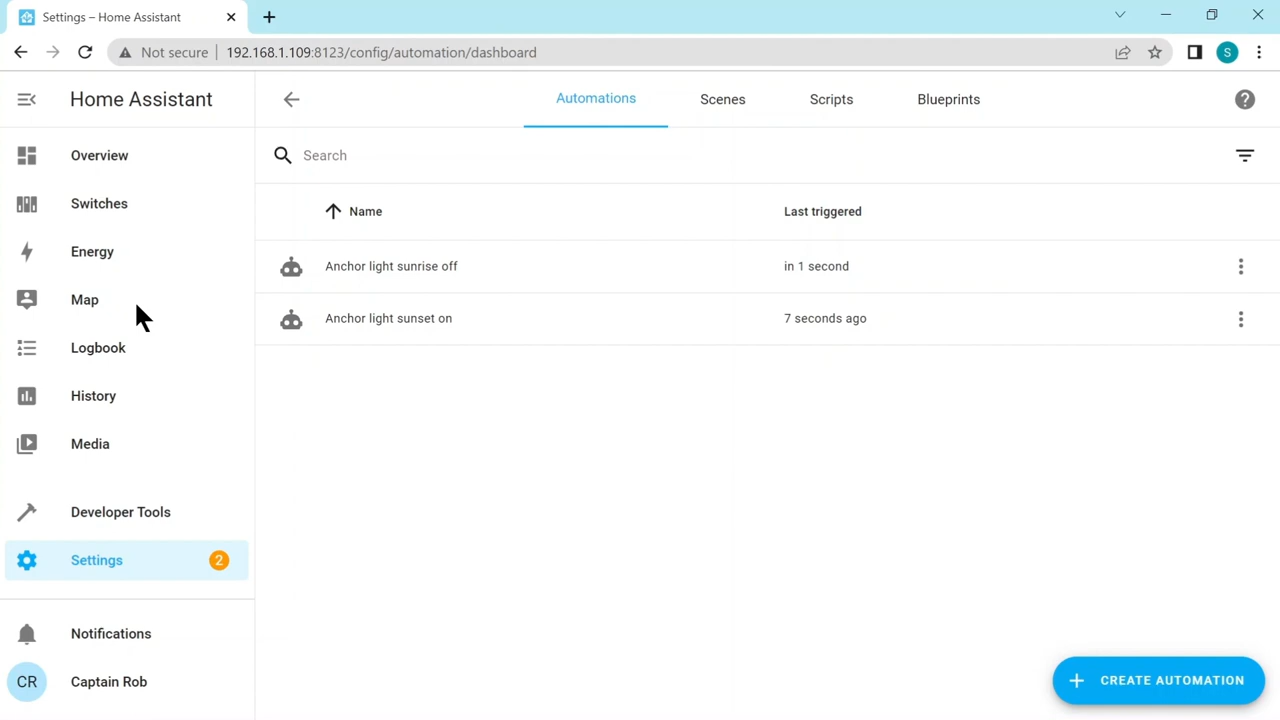 Settings – Home Assistant
Not secure
192.168.1.109:8123/config/automation/dashboard
S
Home Assistant
Automations
Scenes
Scripts
Blueprints
Overview
Search
Switches
Name
Last triggered
Energy
Anchor light sunrise off
in 1 second
Map
Anchor light sunset on
7 seconds ago
Logbook
History
Media
Developer Tools
Settings
2
Notifications
CR
Captain Rob
CREATE AUTOMATION